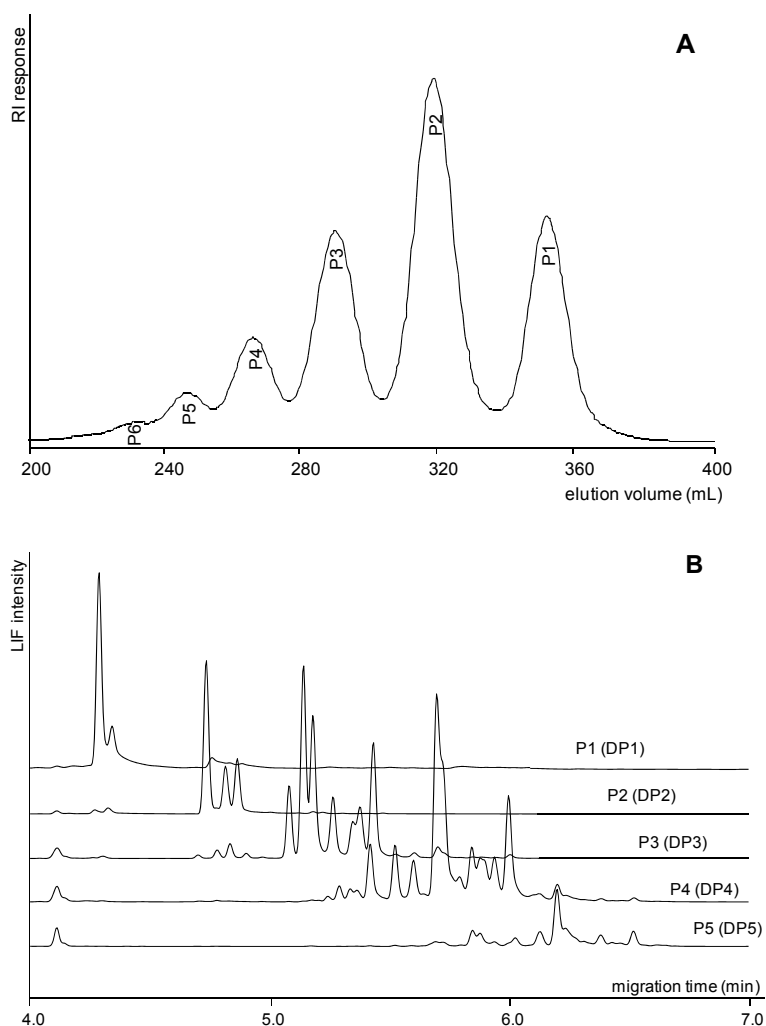 A
RI response
P2
P1
P3
P4
P5
P6
200 240 280 320 360 400
elution volume (mL)
B
LIF intensity
P1 (DP1)
P2 (DP2)
P3 (DP3)
P4 (DP4)
P5 (DP5)
migration time (min)
4.0 5.0 6.0 7.0